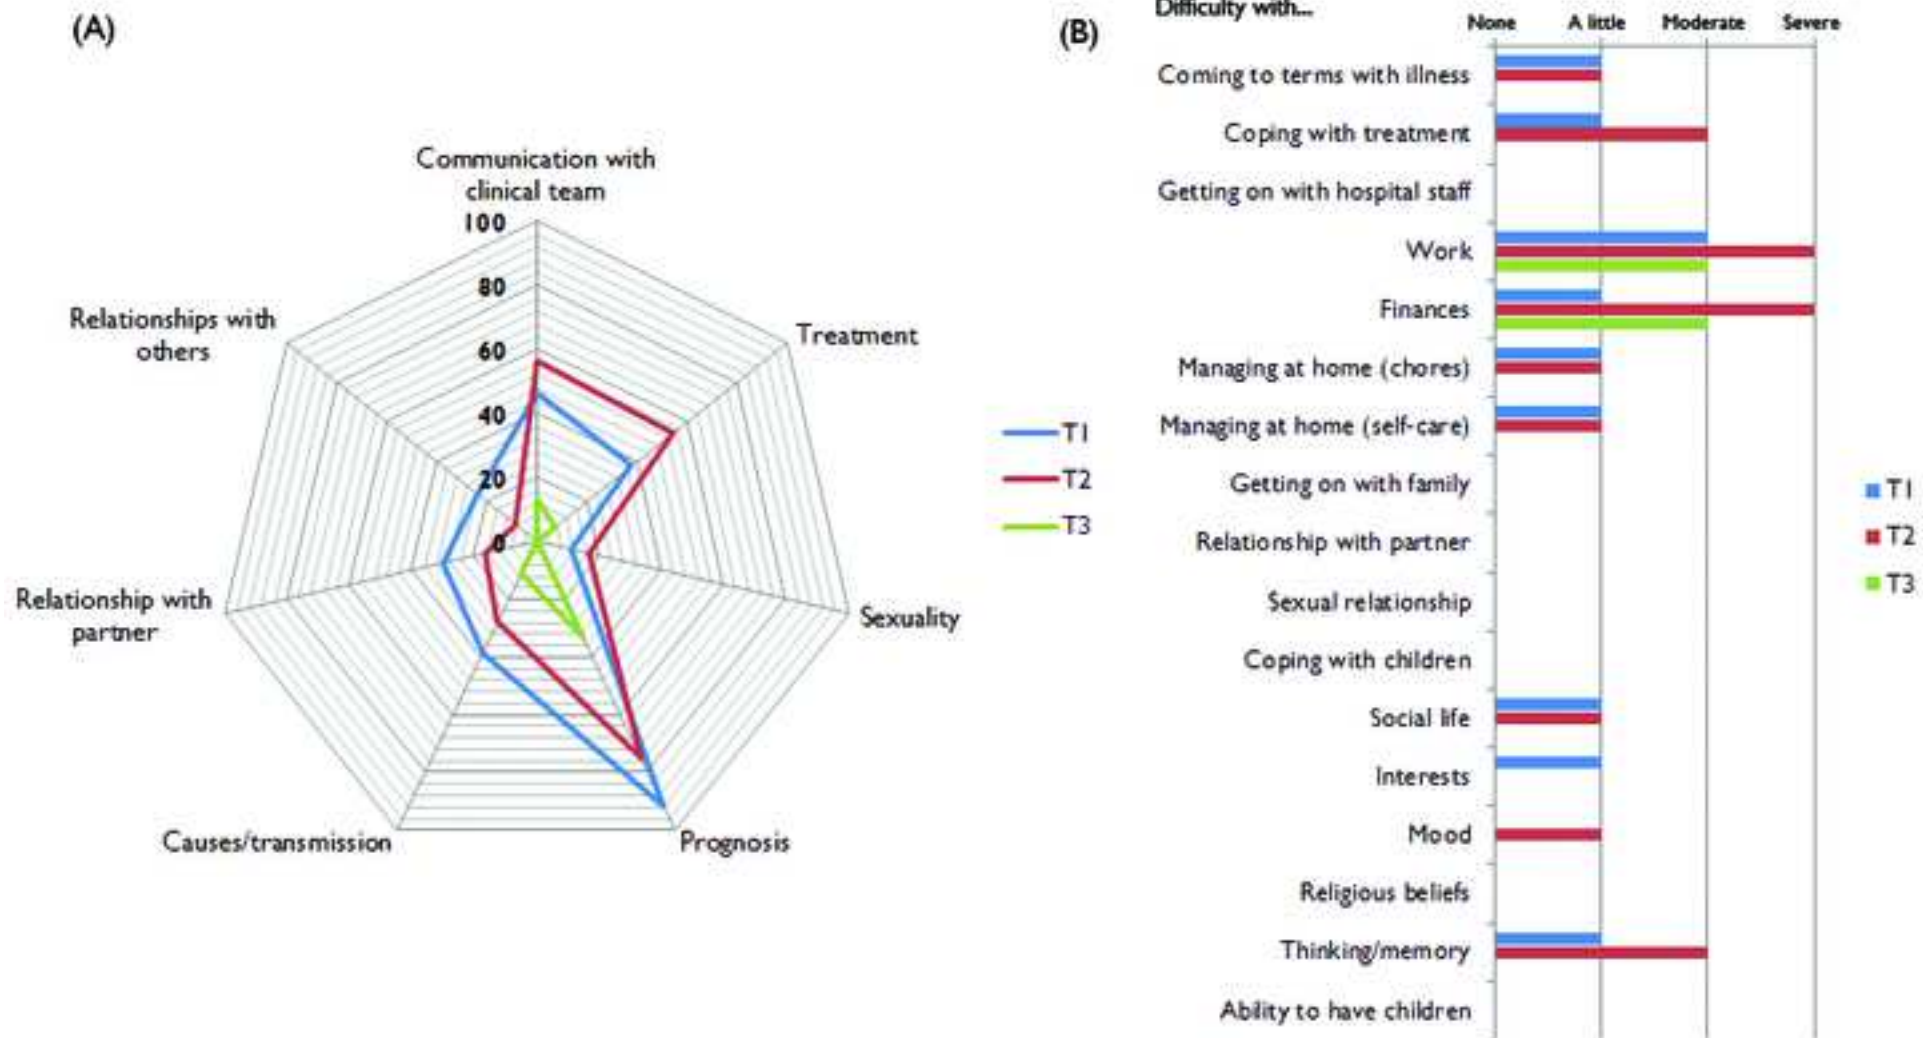 (A)
Communication with
clinical team
100
80
60
40
20
0
Treatment
Sexuality
Prognosis
Causes/transmission
Relationship with
partner
Relationships with
others
T1
T2
T3
(B)
Difficulty with...
None A little Moderate Severe
Coming to terms with illness
Coping with treatment
Getting on with hospital staff
Work
Finances
Managing at home (chores)
Managing at home (self-care)
Getting on with family
Relationship with partner
Sexual relationship
Coping with children
Social life
Interests
Mood
Religious beliefs
Thinking/memory
Ability to have children
T1
T2
T3